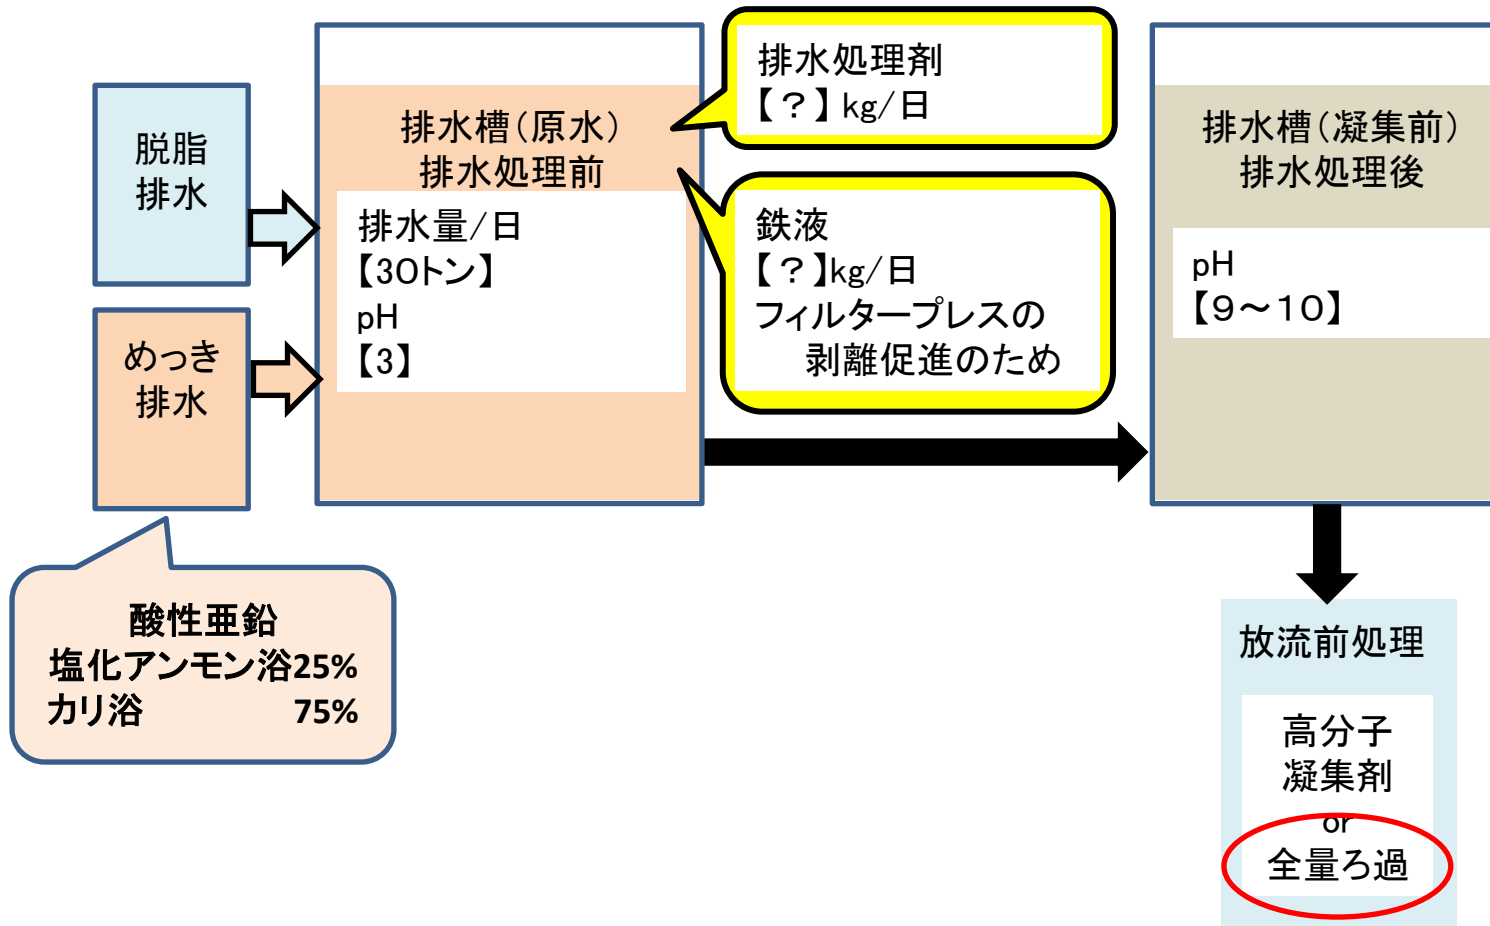 脱脂
排水
めっき
排水
酸性亜鉛
塩化アンモン浴25%
カリ浴 75%
排水槽(原水)
排水処理前
排水量/日
【30トン】
pH
【3】
排水処理剤
【？】kg/日
鉄液
【？】kg/日
フィルタープレスの
剥離促進のため
排水槽(凝集前)
排水処理後
pH
【９～１０】
放流前処理
高分子
凝集剤
or
全量ろ過